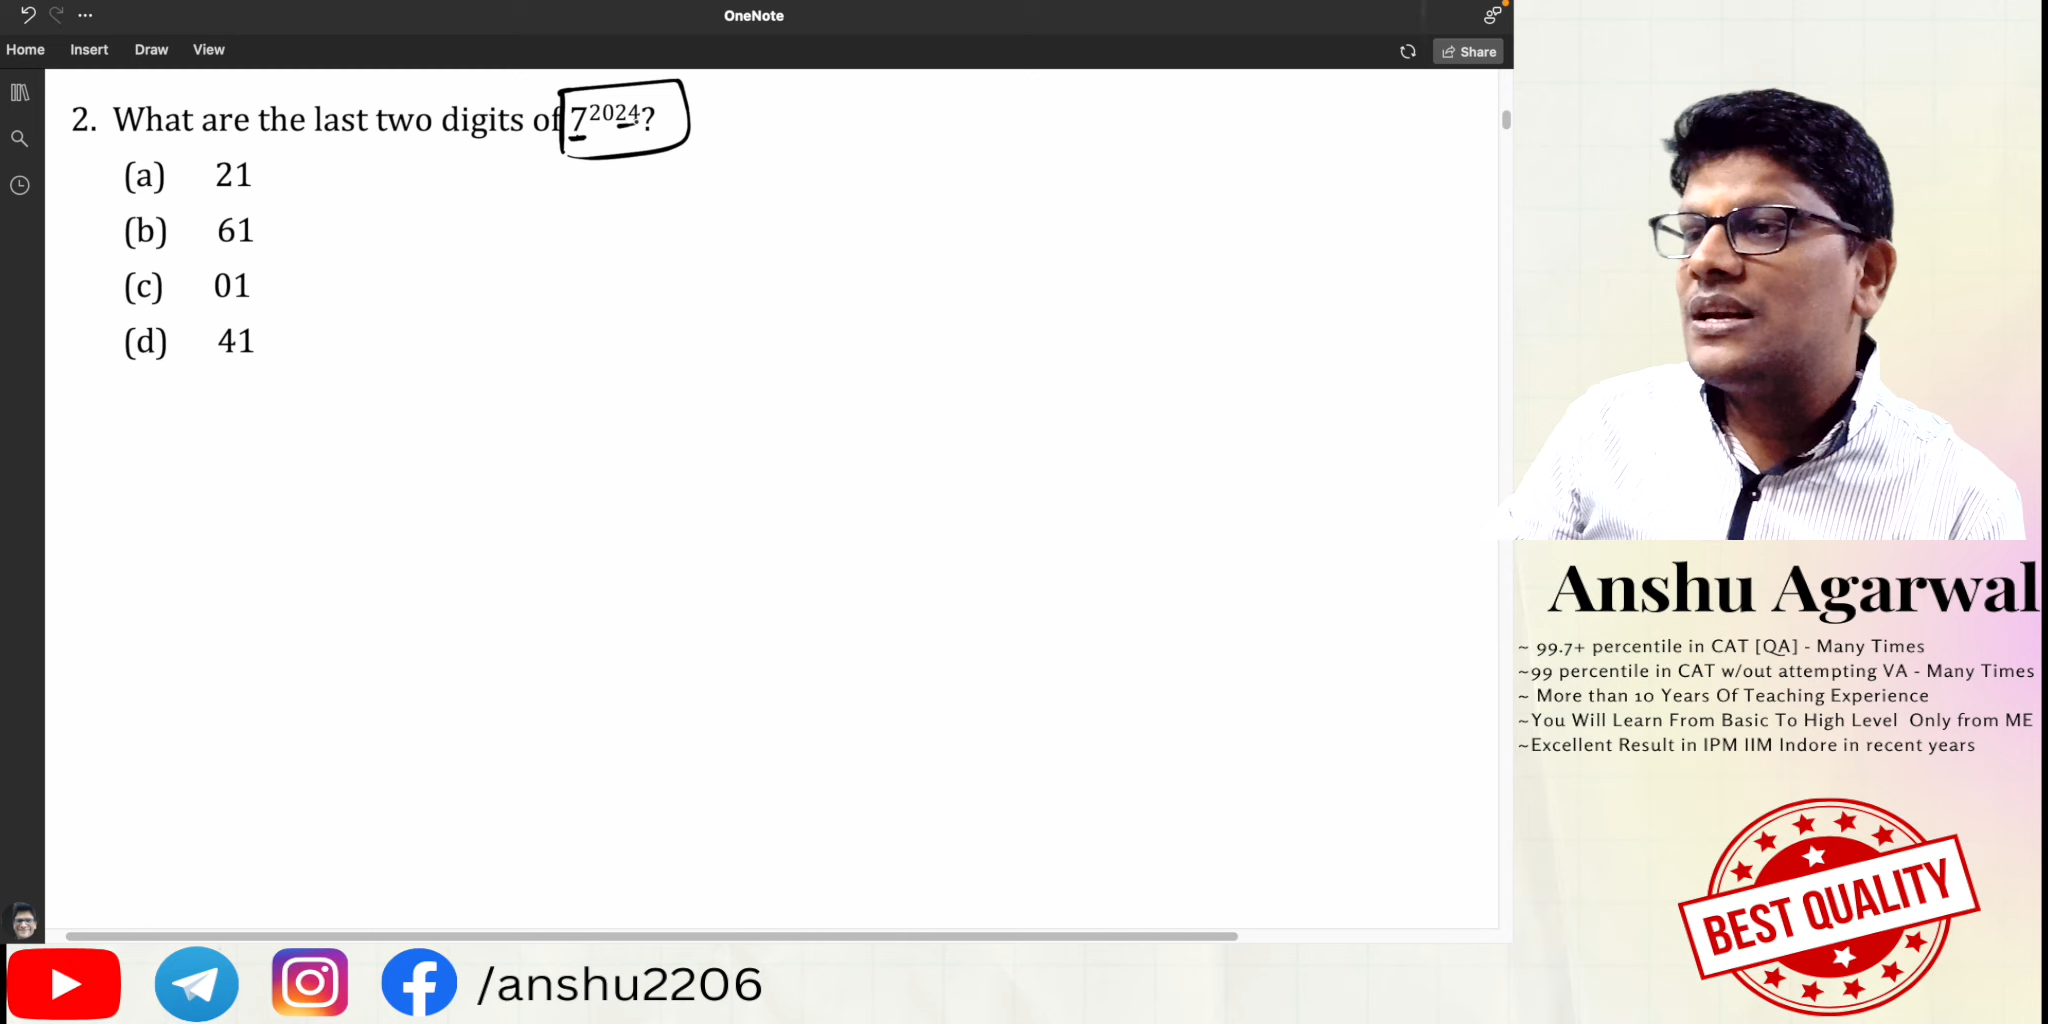 OneNote
Home Insert Draw View
Share
2. What are the last two digits of 7²⁰²⁴?
(a) 21
(b) 61
(c) 01
(d) 41
Anshu Agarwal
~ 99.7+ percentile in CAT [QA] - Many Times
~99 percentile in CAT w/out attempting VA - Many Times
~ More than 10 Years Of Teaching Experience
~You Will Learn From Basic To High Level Only from ME
~Excellent Result in IPM IIM Indore in recent years
BEST QUALITY
/anshu2206